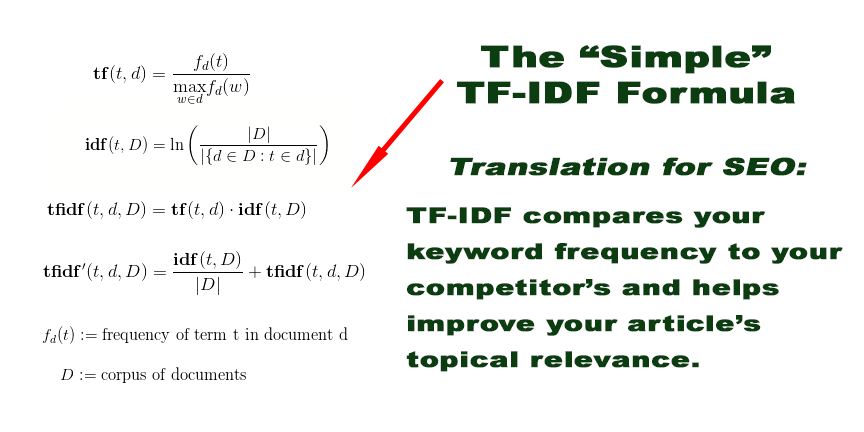 tf(t, d) = f_d(t) / max_{w∈d} f_d(w)
idf(t, D) = ln( |D| / |{d ∈ D : t ∈ d}| )
tfidf(t, d, D) = tf(t, d) · idf(t, D)
tfidf′(t, d, D) = idf(t, D) / |D| + tfidf(t, d, D)
f_d(t) := frequency of term t in document d
D := corpus of documents
The “Simple”
TF-IDF Formula
Translation for SEO:
TF-IDF compares your
keyword frequency to your
competitor’s and helps
improve your article’s
topical relevance.